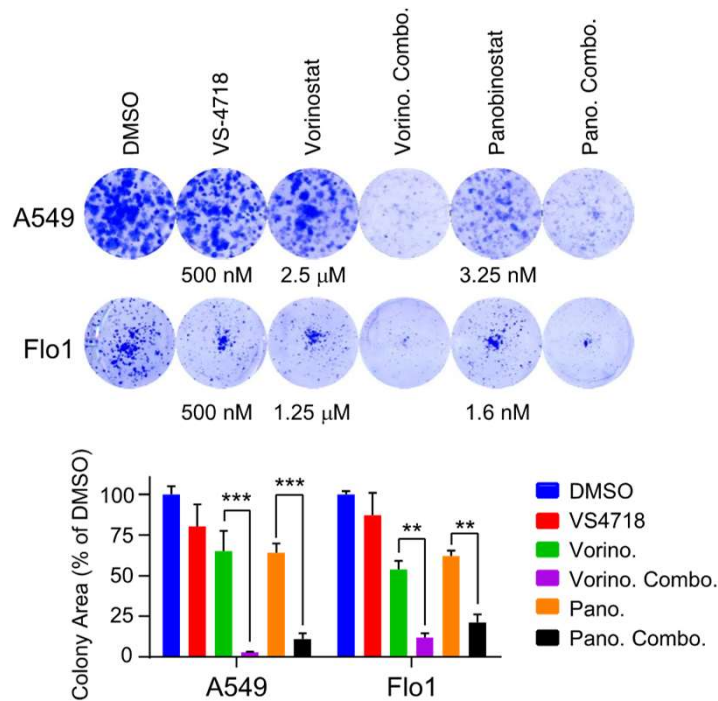 DMSO
VS-4718
Vorinostat
Vorino. Combo.
Panobinostat
Pano. Combo.
A549
500 nM 2.5 μM 3.25 nM
Flo1
500 nM 1.25 μM 1.6 nM
Colony Area (% of DMSO)
100
75
50
25
0
*** ***
** **
A549 Flo1
DMSO
VS4718
Vorino.
Vorino. Combo.
Pano.
Pano. Combo.